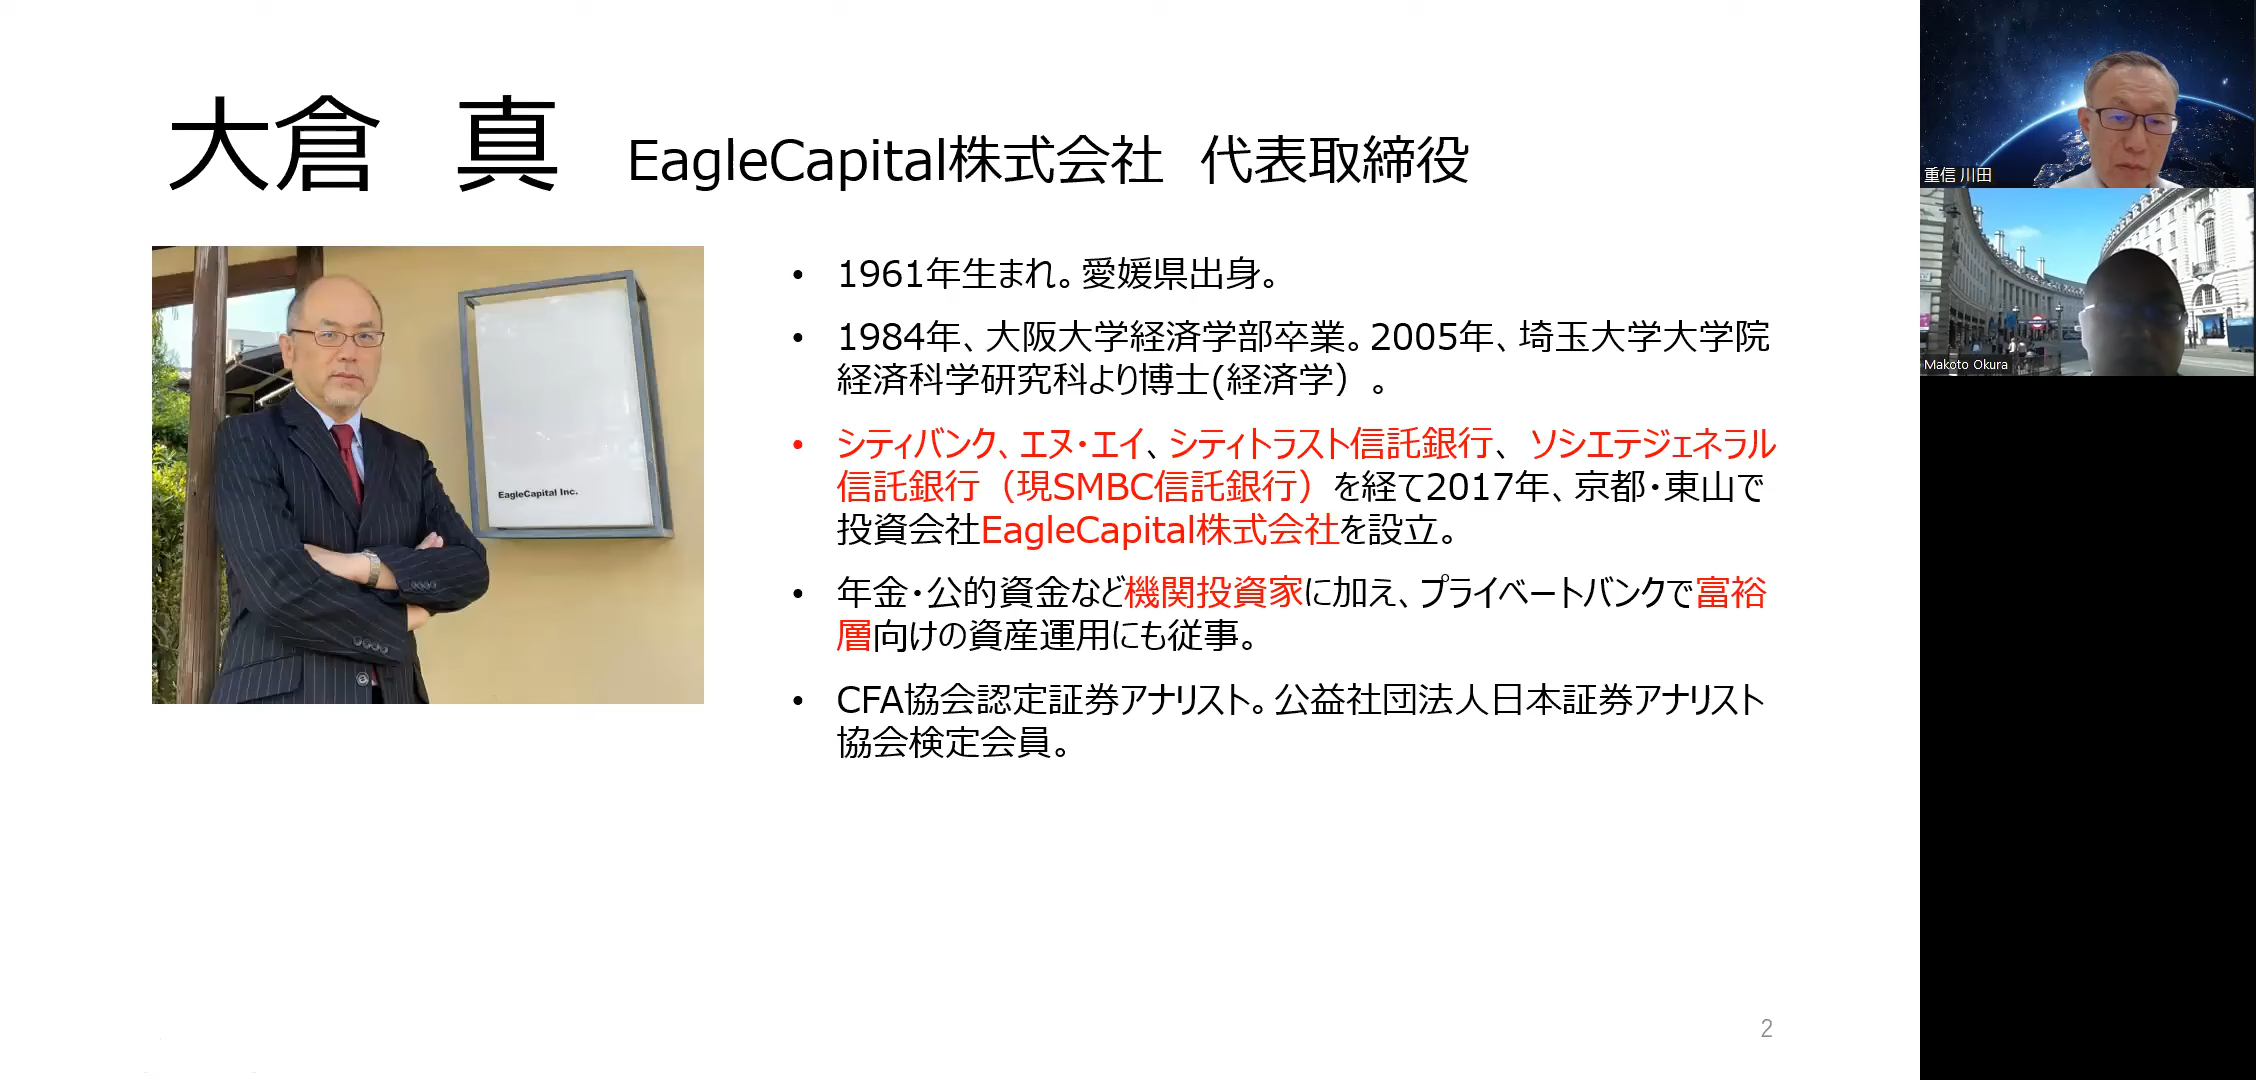 大倉　真　EagleCapital株式会社　代表取締役
EagleCapital Inc.
• 1961年生まれ。愛媛県出身。
• 1984年、大阪大学経済学部卒業。2005年、埼玉大学大学院
経済科学研究科より博士(経済学）。
• シティバンク、エヌ・エイ、シティトラスト信託銀行、ソシエテジェネラル
信託銀行（現SMBC信託銀行）を経て2017年、京都・東山で
投資会社EagleCapital株式会社を設立。
• 年金・公的資金など機関投資家に加え、プライベートバンクで富裕
層向けの資産運用にも従事。
• CFA協会認定証券アナリスト。公益社団法人日本証券アナリスト
協会検定会員。
2
重信 川田
Makoto Okura